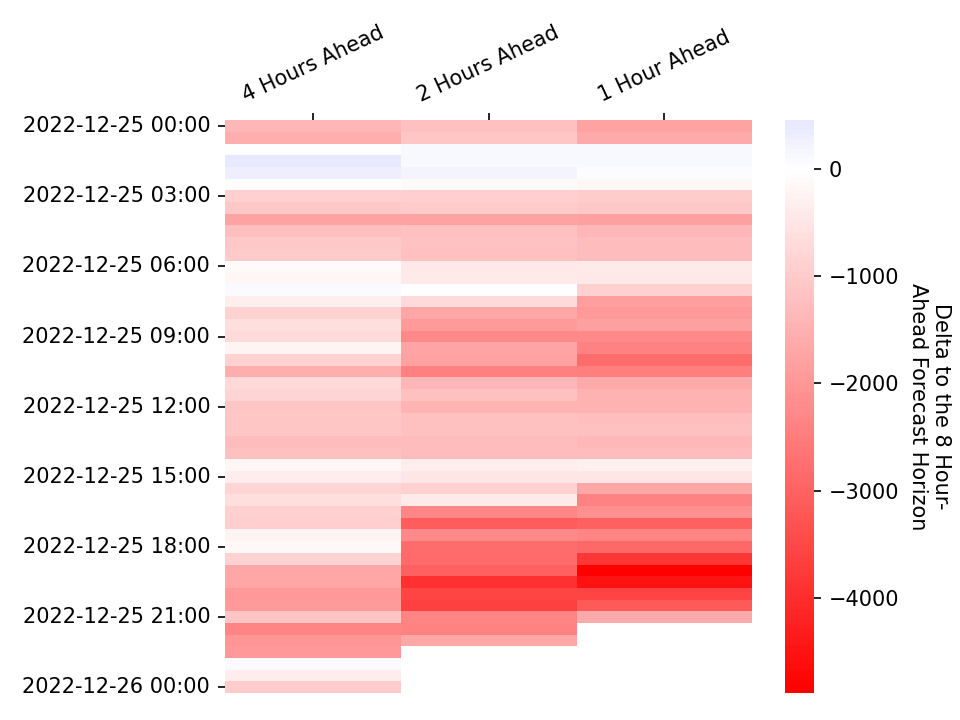 4 Hours Ahead
2 Hours Ahead
1 Hour Ahead
2022-12-25 00:00
2022-12-25 03:00
2022-12-25 06:00
2022-12-25 09:00
2022-12-25 12:00
2022-12-25 15:00
2022-12-25 18:00
2022-12-25 21:00
2022-12-26 00:00
0
−1000
−2000
−3000
−4000
Delta to the 8 Hour-
Ahead Forecast Horizon